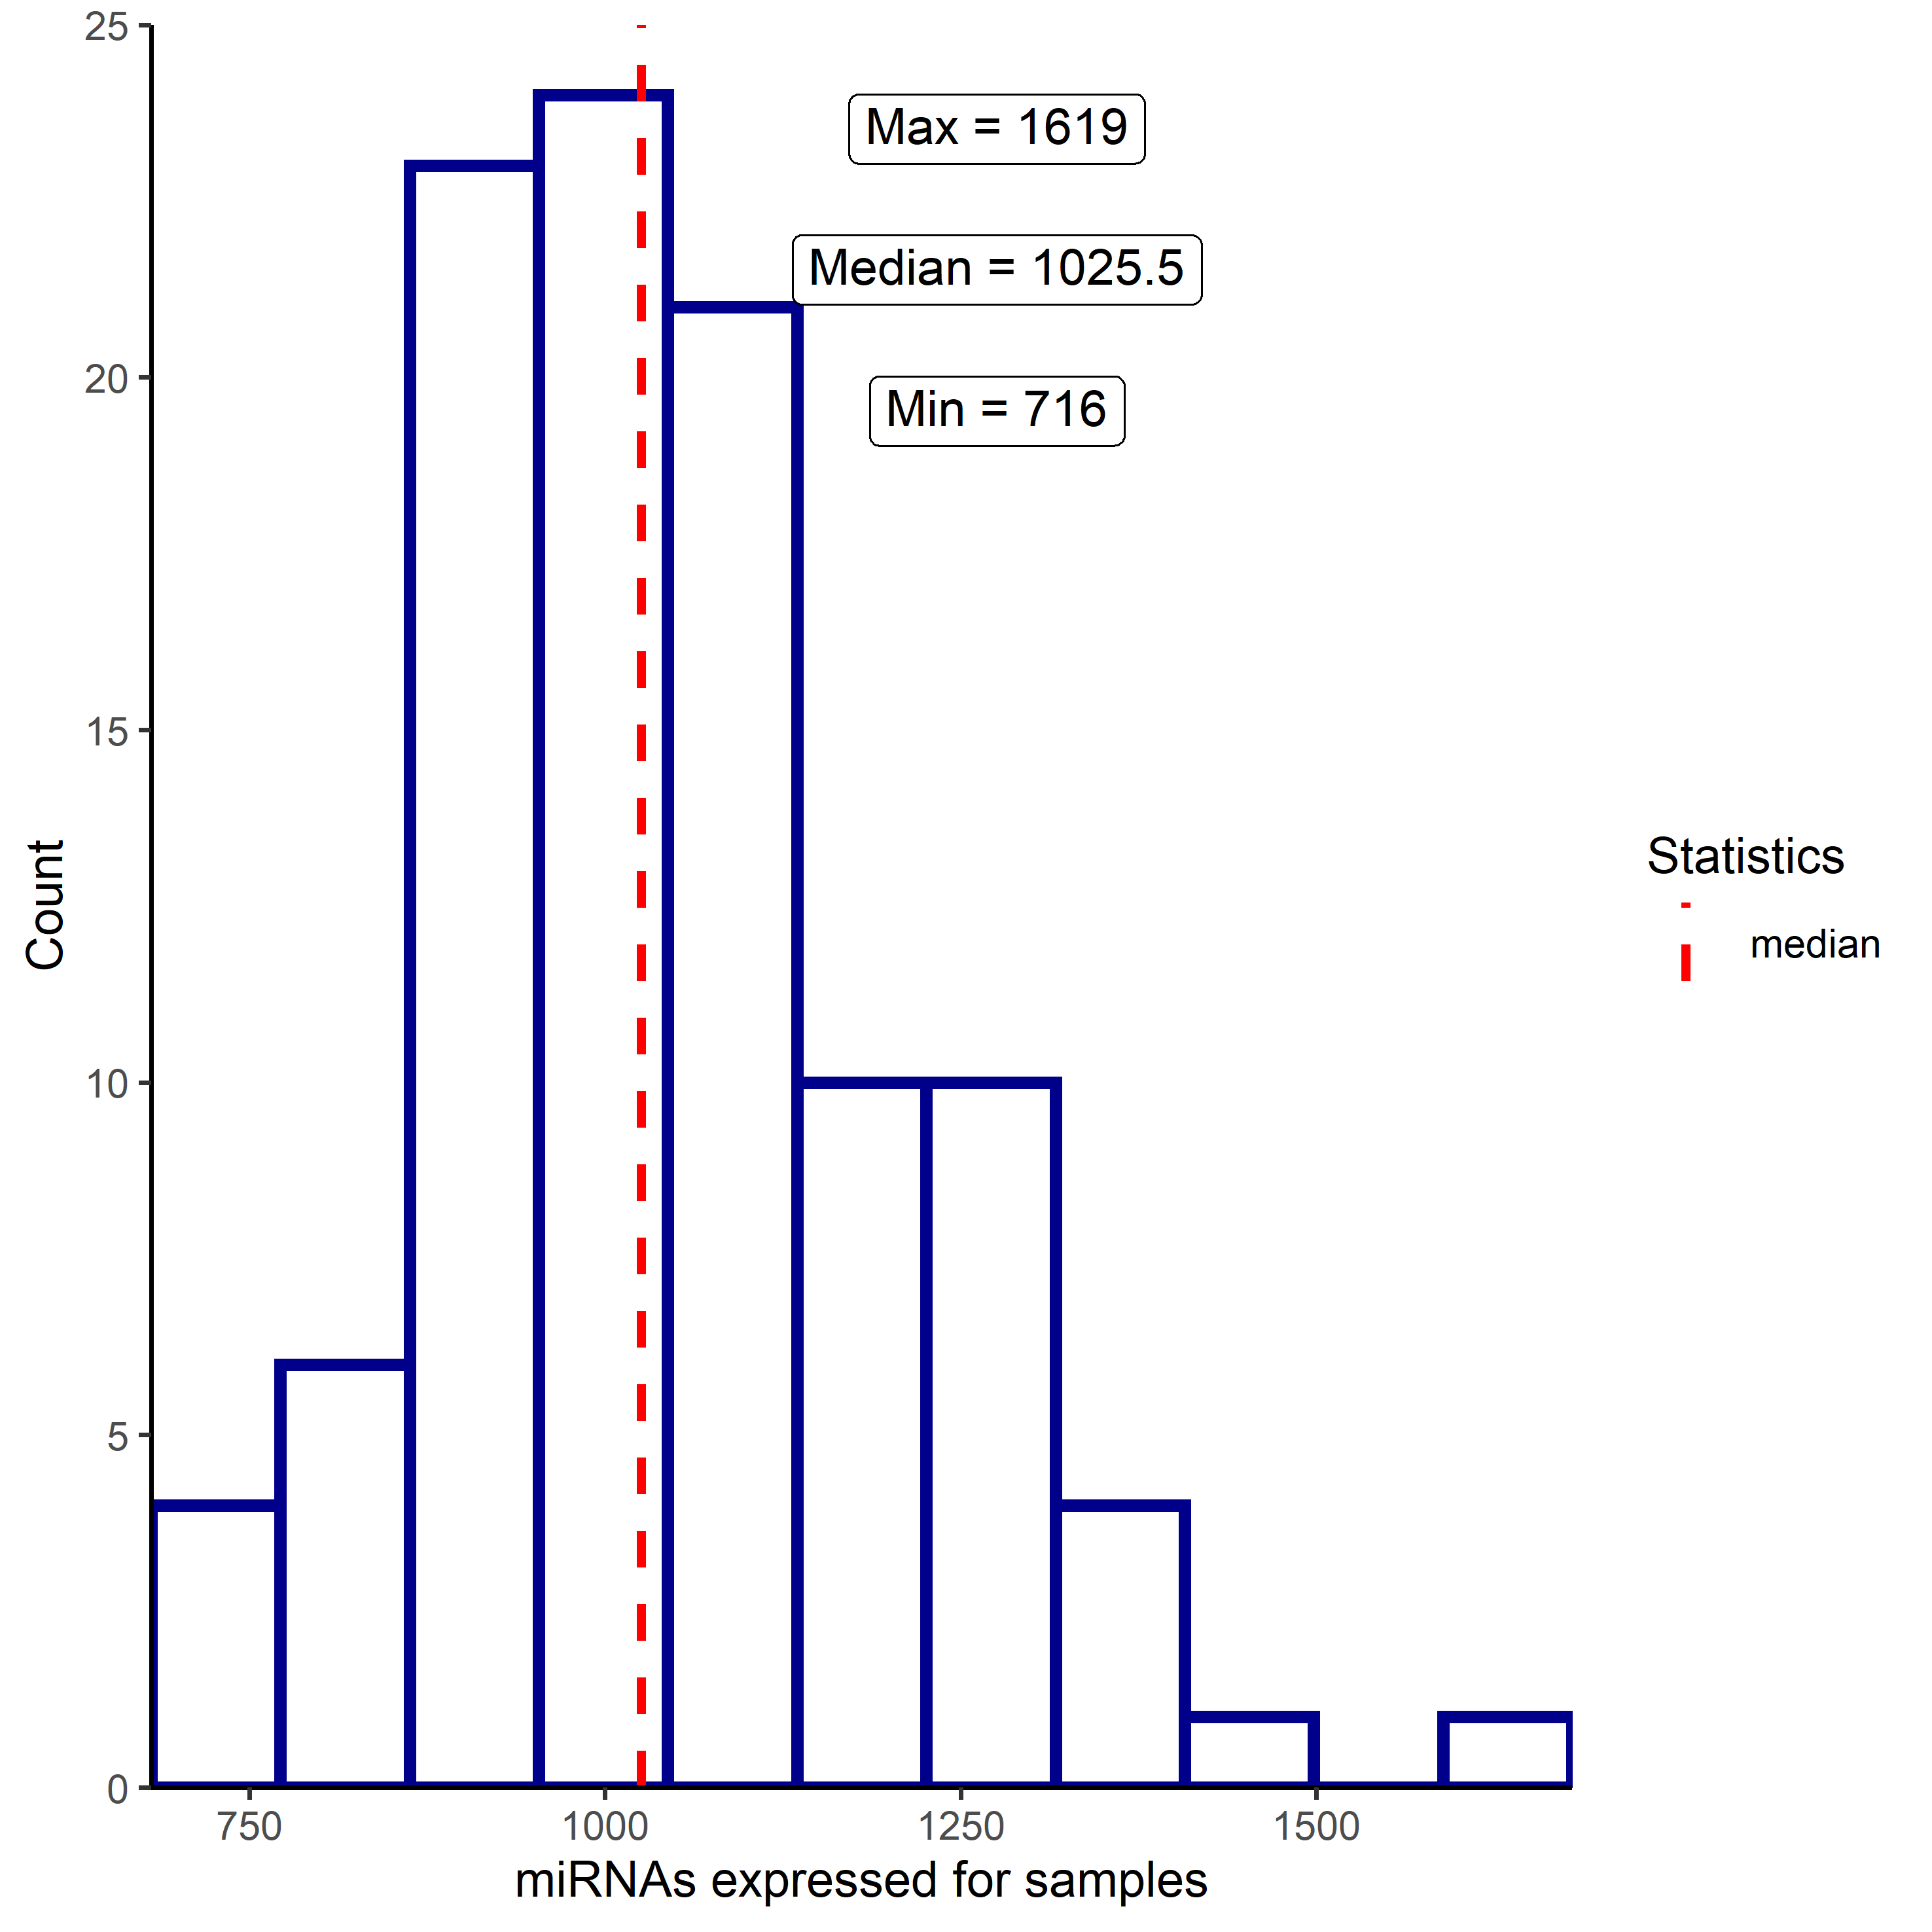 25
20
15
10
5
0
Count
Max = 1619
Median = 1025.5
Min = 716
750
1000
1250
1500
miRNAs expressed for samples
Statistics
median